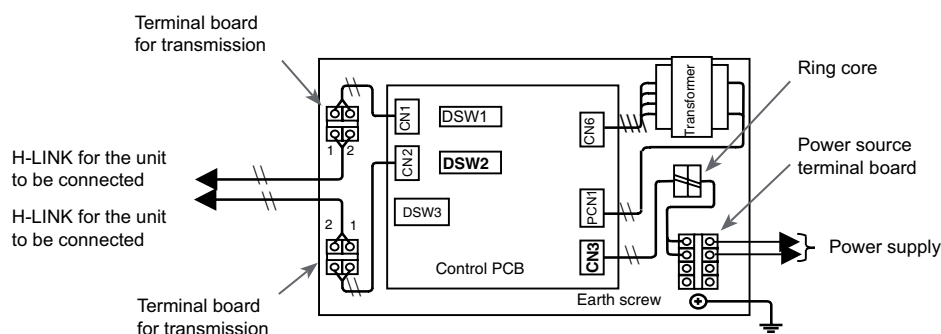 Terminal board
for transmission
Ring core
Transformer
CN1
DSW1
CN6
1 2
H-LINK for the unit
to be connected
CN2
DSW2
Power source
terminal board
H-LINK for the unit
to be connected
DSW3
PCN1
2 1
CN3
Power supply
Control PCB
Earth screw
Terminal board
for transmission